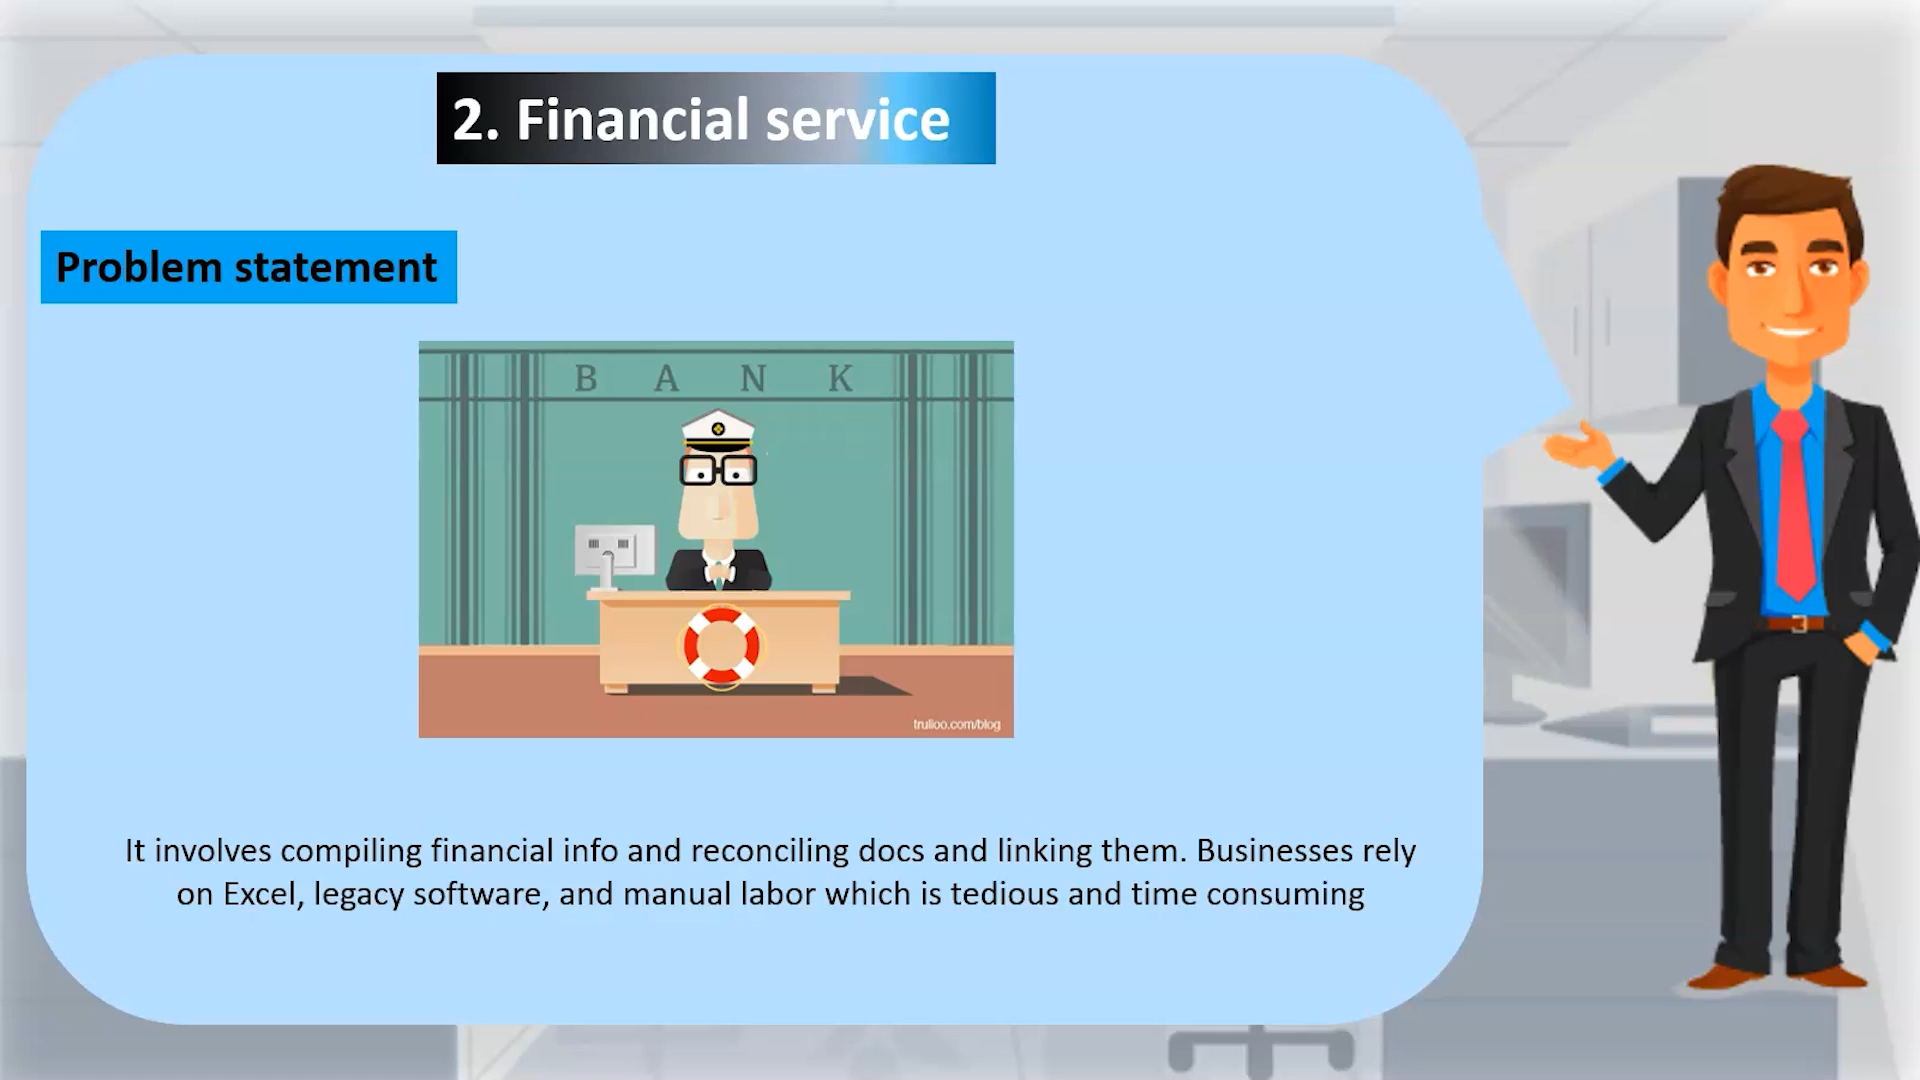 2. Financial service
Problem statement
B A N K
trulioo.com/blog
It involves compiling financial info and reconciling docs and linking them. Businesses rely
on Excel, legacy software, and manual labor which is tedious and time consuming